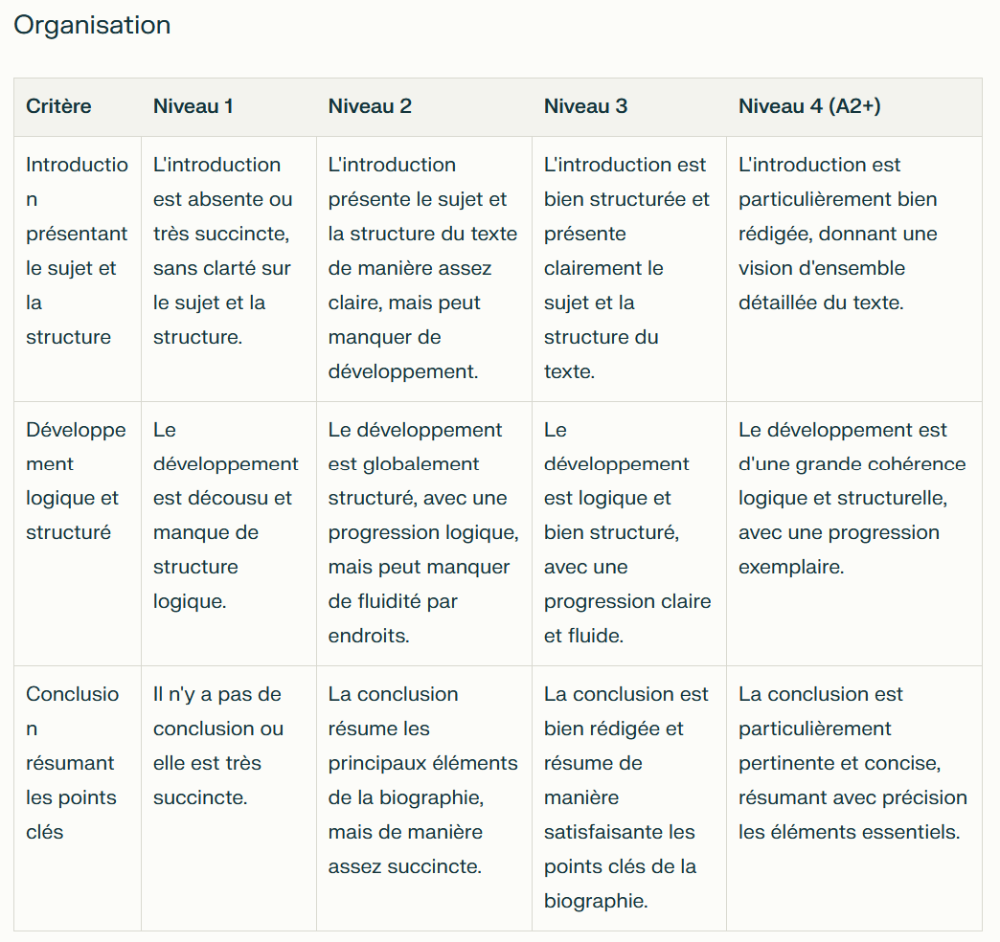 Organisation
Critère
Niveau 1
Niveau 2
Niveau 3
Niveau 4 (A2+)
Introductio
n
présentant
le sujet et
la
structure
L'introduction
est absente ou
très succincte,
sans clarté sur
le sujet et la
structure.
L'introduction
présente le sujet et
la structure du texte
de manière assez
claire, mais peut
manquer de
développement.
L'introduction est
bien structurée et
présente
clairement le
sujet et la
structure du
texte.
L'introduction est
particulièrement bien
rédigée, donnant une
vision d'ensemble
détaillée du texte.
Développe
ment
logique et
structuré
Le
développement
est décousu et
manque de
structure
logique.
Le développement
est globalement
structuré, avec une
progression logique,
mais peut manquer
de fluidité par
endroits.
Le
développement
est logique et
bien structuré,
avec une
progression claire
et fluide.
Le développement est
d'une grande cohérence
logique et structurelle,
avec une progression
exemplaire.
Conclusio
n
résumant
les points
clés
Il n'y a pas de
conclusion ou
elle est très
succincte.
La conclusion
résume les
principaux éléments
de la biographie,
mais de manière
assez succincte.
La conclusion est
bien rédigée et
résume de
manière
satisfaisante les
points clés de la
biographie.
La conclusion est
particulièrement
pertinente et concise,
résumant avec précision
les éléments essentiels.